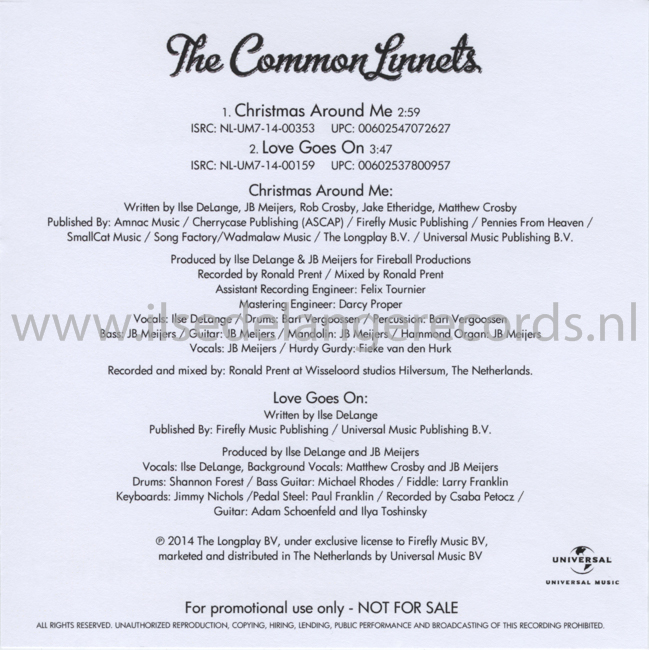 The Common Linnets
1. Christmas Around Me 2:59
ISRC: NL-UM7-14-00353 UPC: 00602547072627
2. Love Goes On 3:47
ISRC: NL-UM7-14-00159 UPC: 00602537800957
Christmas Around Me:
Written by Ilse DeLange, JB Meijers, Rob Crosby, Jake Etheridge, Matthew Crosby
Published By: Amnac Music / Cherrycase Publishing (ASCAP) / Firefly Music Publishing / Pennies From Heaven /
SmallCat Music / Song Factory/Wadmalaw Music / The Longplay B.V. / Universal Music Publishing B.V.
Produced by Ilse DeLange & JB Meijers for Fireball Productions
Recorded by Ronald Prent / Mixed by Ronald Prent
Assistant Recording Engineer: Felix Tournier
Mastering Engineer: Darcy Proper
Vocals: Ilse DeLange / Drums: Bart Vergoossen / Percussion: Bart Vergoossen
www.ilsedelangerecords.nl
Bass: JB Meijers / Guitar: JB Meijers / Mandolin: JB Meijers / Hammond Organ: JB Meijers
Vocals: JB Meijers / Hurdy Gurdy: Fieke van den Hurk
Recorded and mixed by: Ronald Prent at Wisseloord studios Hilversum, The Netherlands.
Love Goes On:
Written by Ilse DeLange
Published By: Firefly Music Publishing / Universal Music Publishing B.V.
Produced by Ilse DeLange and JB Meijers
Vocals: Ilse DeLange, Background Vocals: Matthew Crosby and JB Meijers
Drums: Shannon Forest / Bass Guitar: Michael Rhodes / Fiddle: Larry Franklin
Keyboards: Jimmy Nichols /Pedal Steel: Paul Franklin / Recorded by Csaba Petocz /
Guitar: Adam Schoenfeld and Ilya Toshinsky
℗ 2014 The Longplay BV, under exclusive license to Firefly Music BV,
marketed and distributed in The Netherlands by Universal Music BV
UNIVERSAL
UNIVERSAL MUSIC
For promotional use only - NOT FOR SALE
ALL RIGHTS RESERVED. UNAUTHORIZED REPRODUCTION, COPYING, HIRING, LENDING, PUBLIC PERFORMANCE AND BROADCASTING OF THIS RECORDING PROHIBITED.